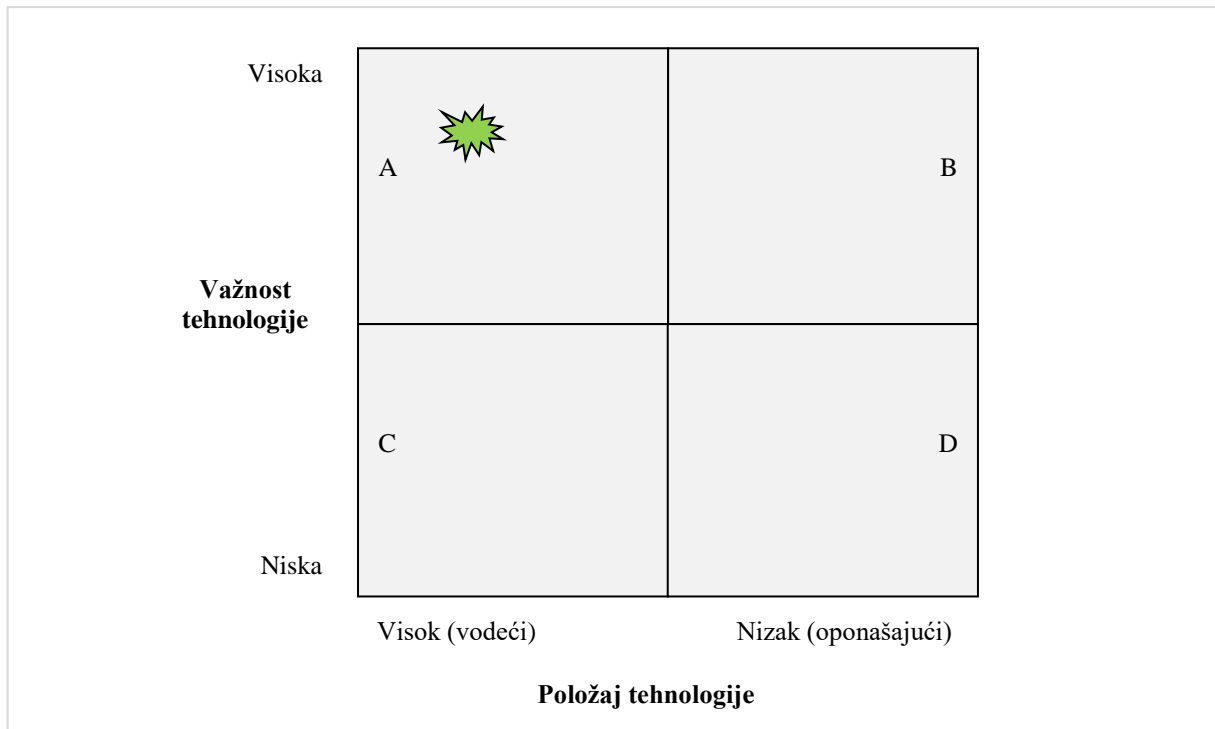 Visoka
A
B
Važnost
tehnologije
C
D
Niska
Visok (vodeći)
Nizak (oponašajući)
Položaj tehnologije